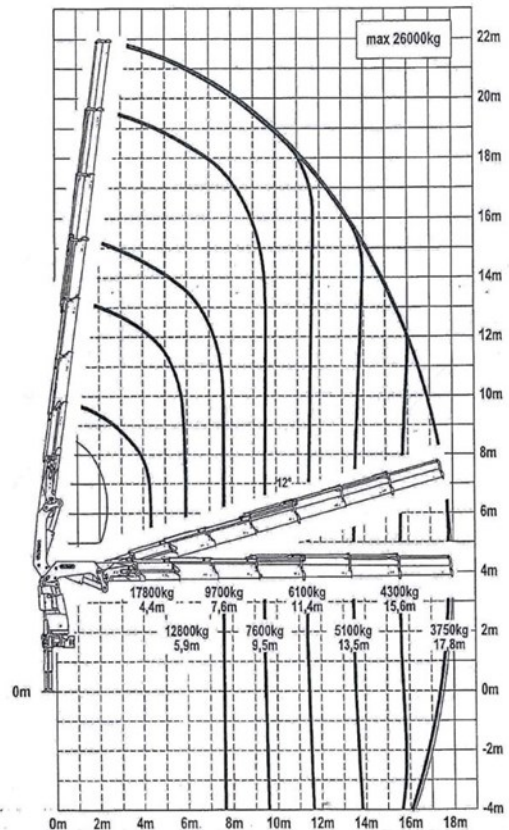 max 26000kg
22m
20m
18m
16m
14m
12m
10m
8m
12°
6m
4m
17800kg 9700kg 6100kg 4300kg
4,4m 7,6m 11,4m 15,6m
12800kg 7600kg 5100kg 3750kg 2m
5,9m 9,5m 13,5m 17,8m
0m 0m
-2m
-4m
0m 2m 4m 6m 8m 10m 12m 14m 16m 18m